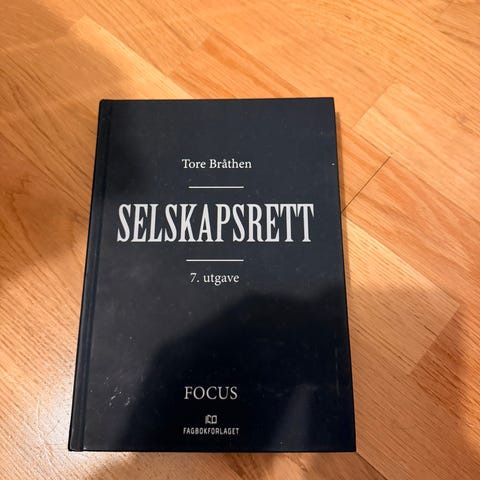 Tore Bråthen
SELSKAPSRETT
7. utgave
FOCUS
FAGBOKFORLAGET